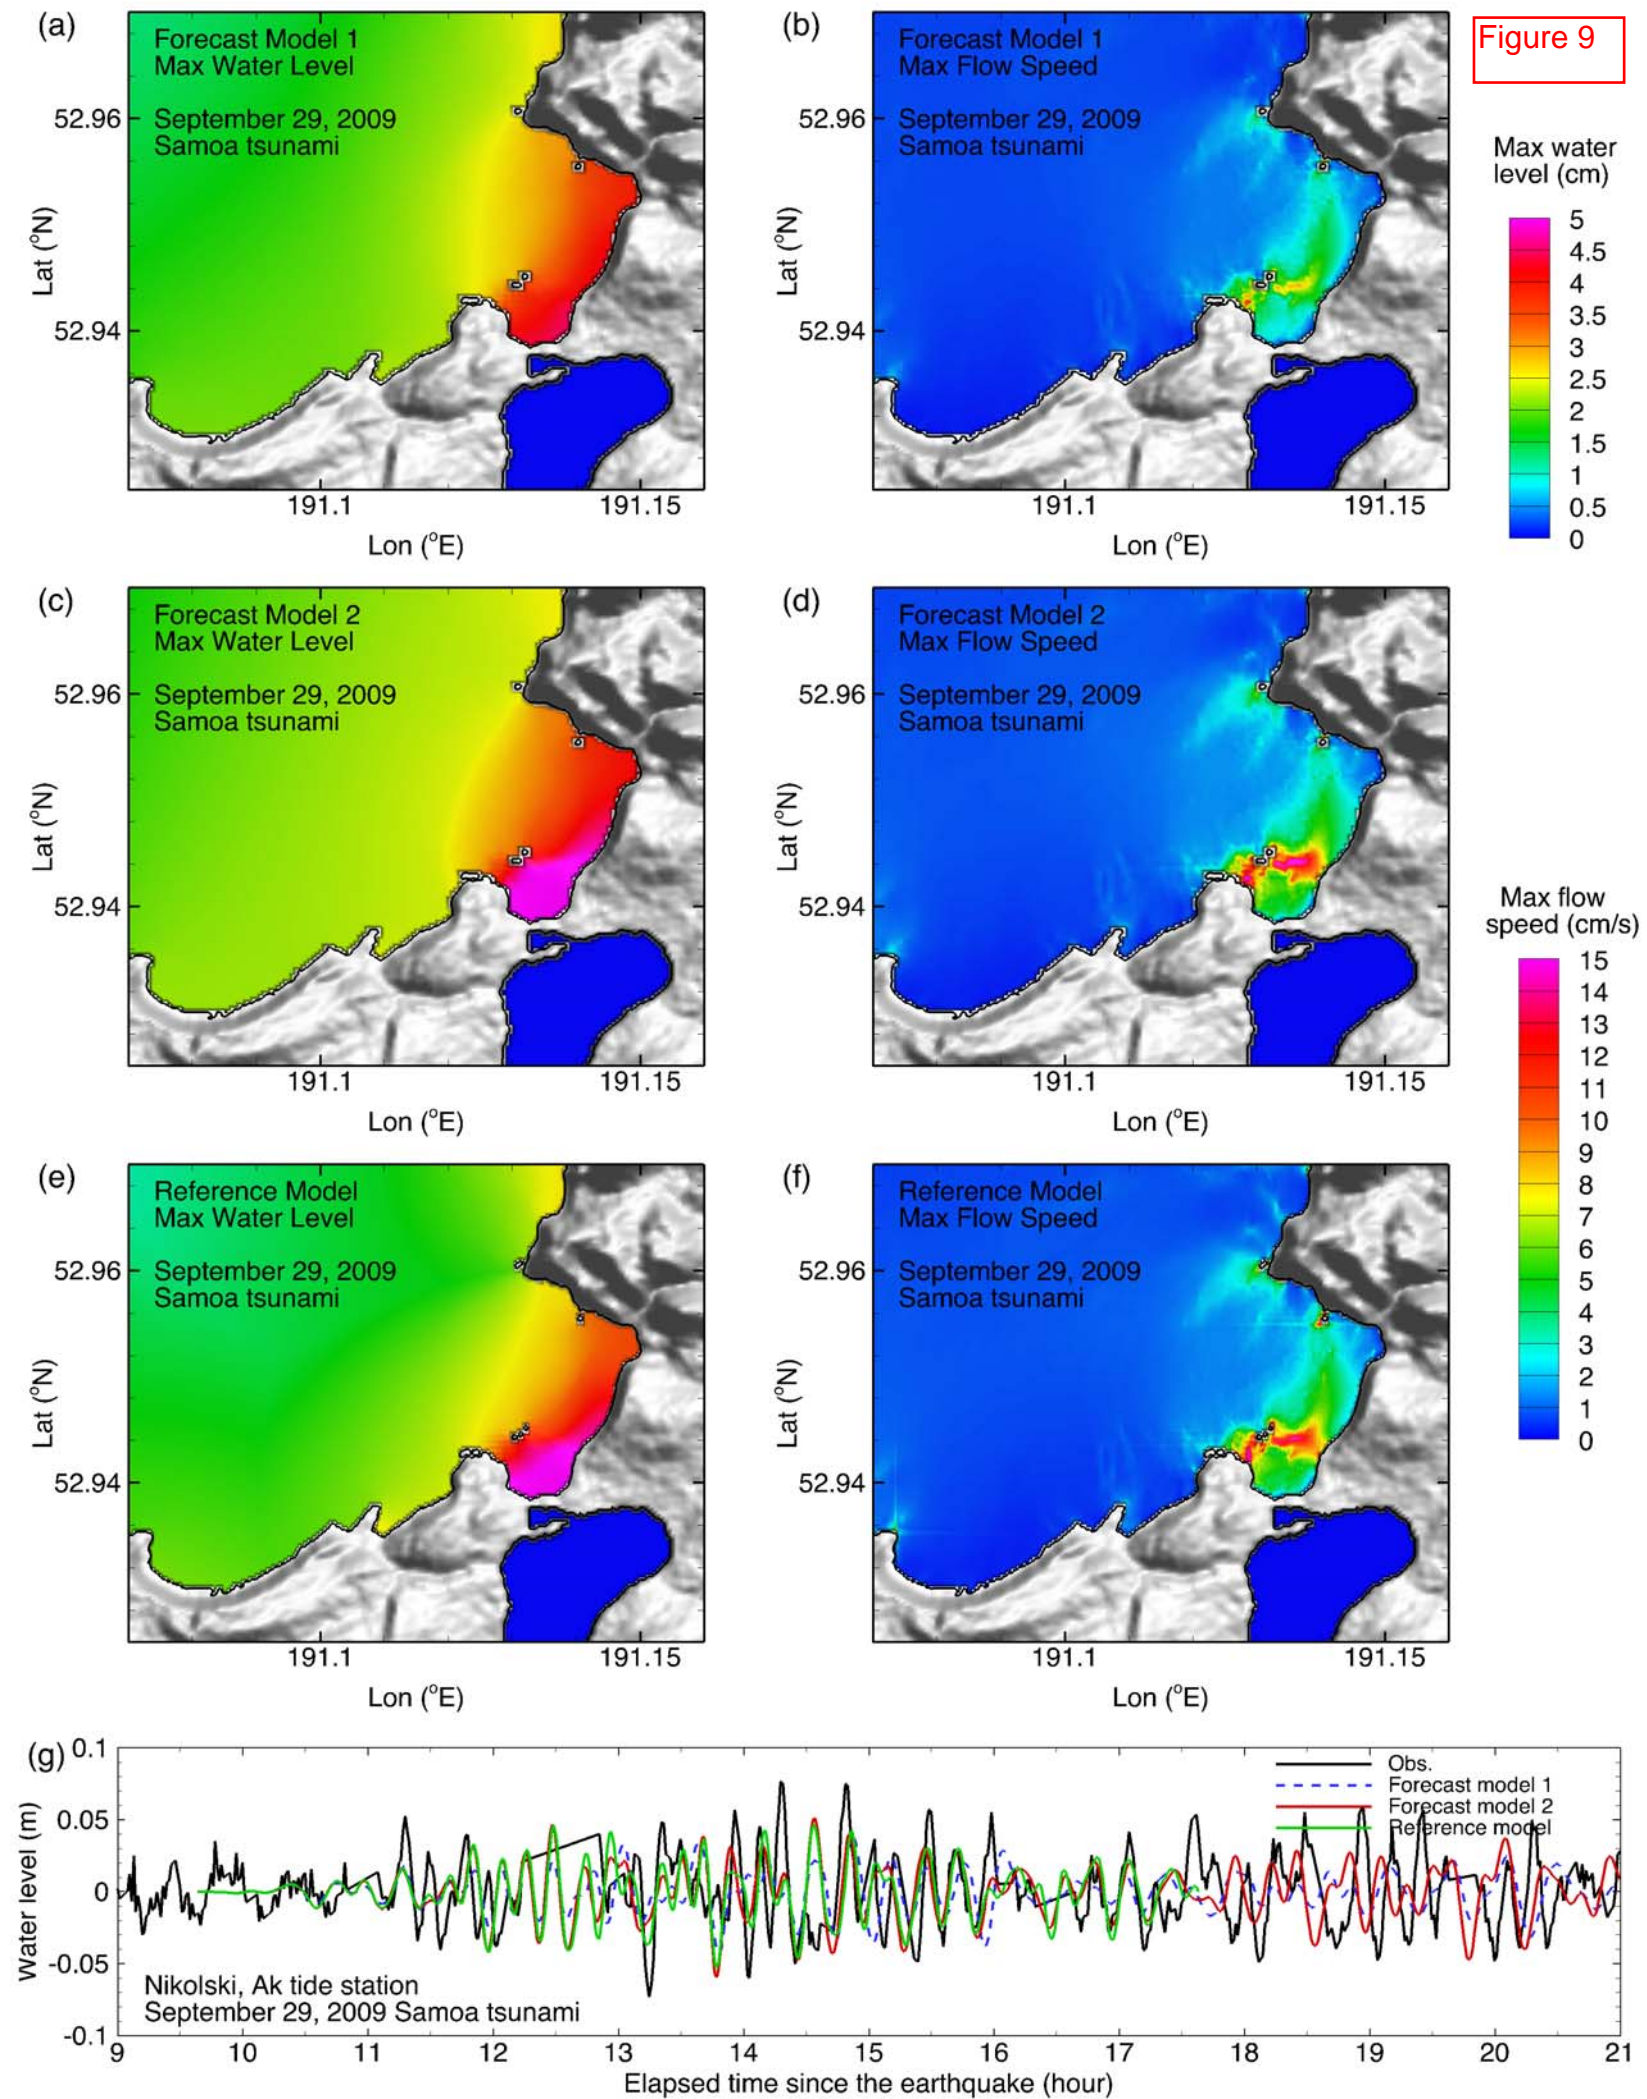 (a)
Forecast Model 1
Max Water Level
September 29, 2009
Samoa tsunami
52.96
52.94
Lat (°N)
191.1
191.15
Lon (°E)
(b)
Forecast Model 1
Max Flow Speed
September 29, 2009
Samoa tsunami
52.96
52.94
Lat (°N)
191.1
191.15
Lon (°E)
Figure 9
Max water
level (cm)
5
4.5
4
3.5
3
2.5
2
1.5
1
0.5
0
(c)
Forecast Model 2
Max Water Level
September 29, 2009
Samoa tsunami
52.96
52.94
Lat (°N)
191.1
191.15
Lon (°E)
(d)
Forecast Model 2
Max Flow Speed
September 29, 2009
Samoa tsunami
52.96
52.94
Lat (°N)
191.1
191.15
Lon (°E)
Max flow
speed (cm/s)
15
14
13
12
11
10
9
8
7
6
5
4
3
2
1
0
(e)
Reference Model
Max Water Level
September 29, 2009
Samoa tsunami
52.96
52.94
Lat (°N)
191.1
191.15
Lon (°E)
(f)
Reference Model
Max Flow Speed
September 29, 2009
Samoa tsunami
52.96
52.94
Lat (°N)
191.1
191.15
Lon (°E)
(g)
0.1
0.05
0
-0.05
-0.1
Water level (m)
Obs.
Forecast model 1
Forecast model 2
Reference model
Nikolski, Ak tide station
September 29, 2009 Samoa tsunami
9 10 11 12 13 14 15 16 17 18 19 20 21
Elapsed time since the earthquake (hour)